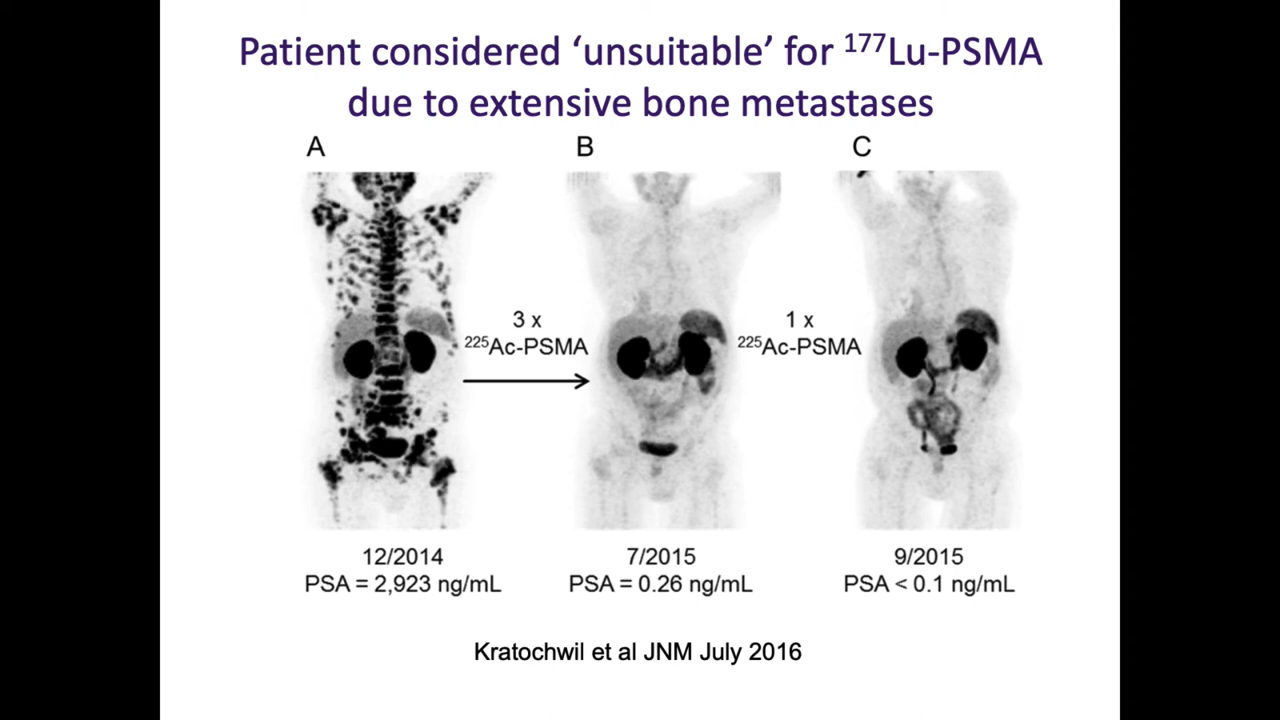 Patient considered ‘unsuitable’ for ¹⁷⁷Lu-PSMA
due to extensive bone metastases
A
B
C
3 x
²²⁵Ac-PSMA
1 x
²²⁵Ac-PSMA
12/2014
PSA = 2,923 ng/mL
7/2015
PSA = 0.26 ng/mL
9/2015
PSA < 0.1 ng/mL
Kratochwil et al JNM July 2016